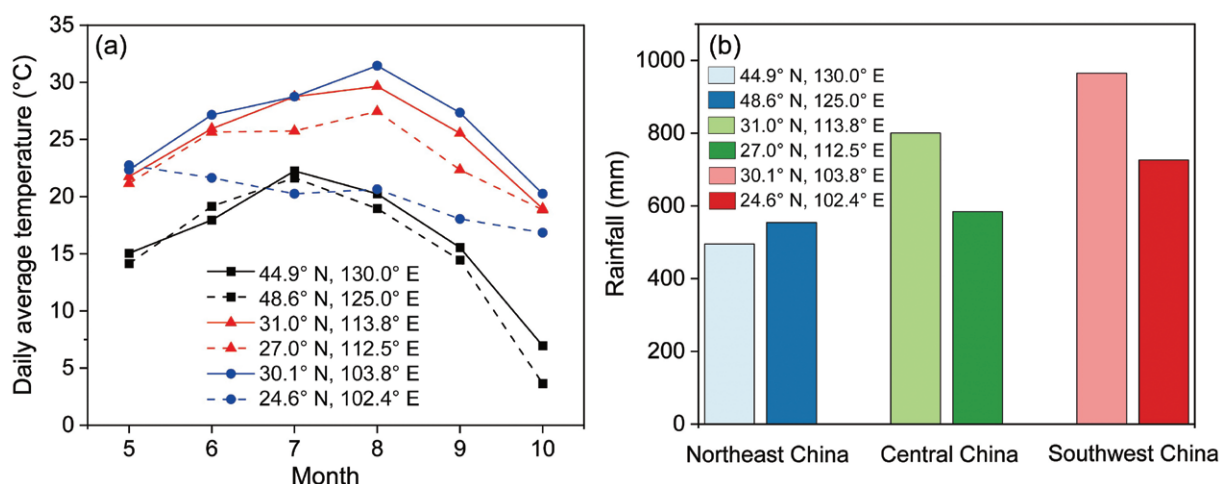 (a)
Daily average temperature (°C)
35
30
25
20
15
10
5
0
44.9° N, 130.0° E
48.6° N, 125.0° E
31.0° N, 113.8° E
27.0° N, 112.5° E
30.1° N, 103.8° E
24.6° N, 102.4° E
5 6 7 8 9 10
Month
(b)
Rainfall (mm)
1000
800
600
400
200
0
44.9° N, 130.0° E
48.6° N, 125.0° E
31.0° N, 113.8° E
27.0° N, 112.5° E
30.1° N, 103.8° E
24.6° N, 102.4° E
Northeast China Central China Southwest China